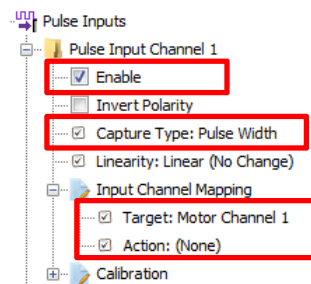 Pulse Inputs
Pulse Input Channel 1
Enable
Invert Polarity
Capture Type: Pulse Width
Linearity: Linear (No Change)
Input Channel Mapping
Target: Motor Channel 1
Action: (None)
Calibration